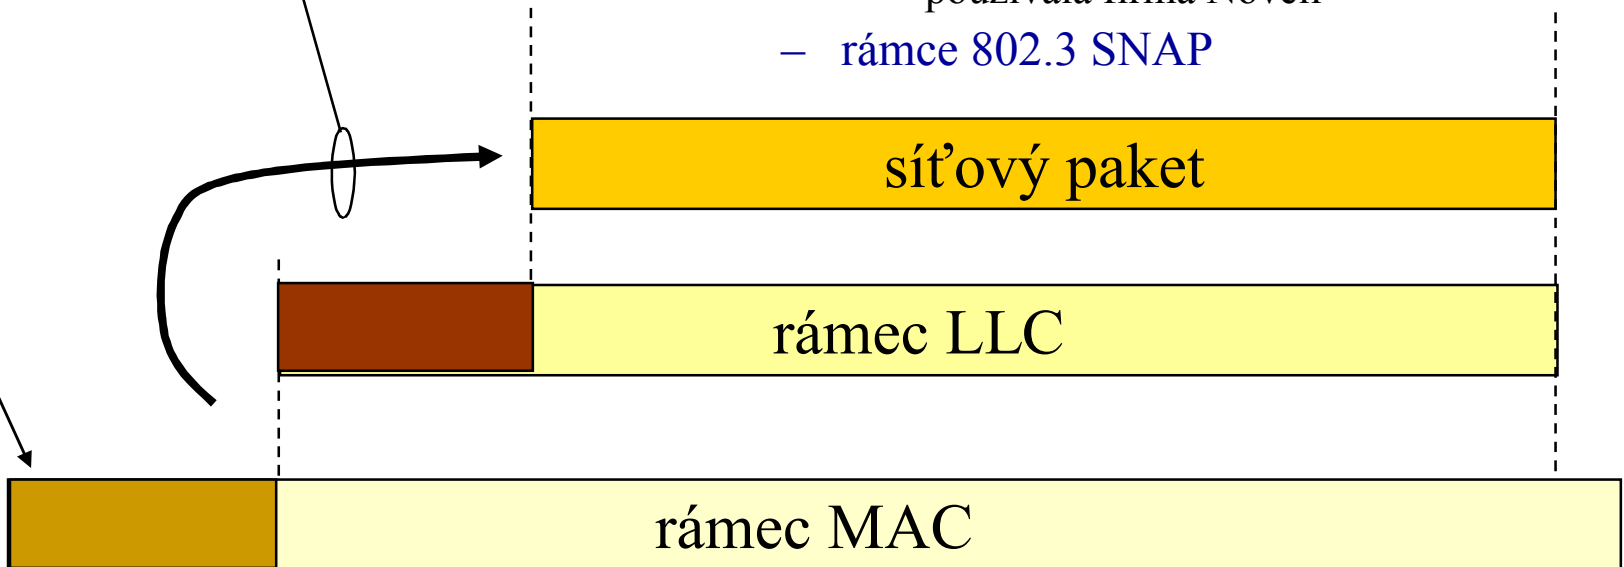 – rámce 802.3 SNAP
síťový paket
rámec LLC
rámec MAC